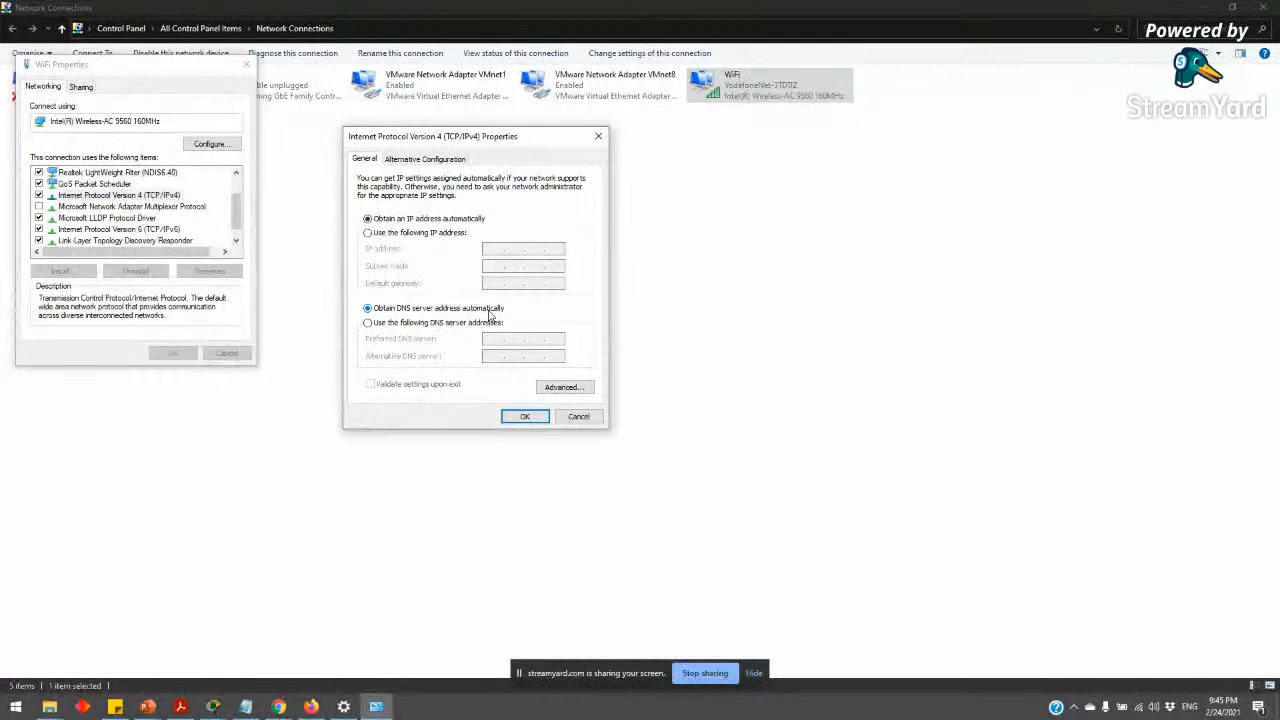 Network Connections
Control Panel > All Control Panel Items > Network Connections
Powered by
StreamYard
Organise Connect To Disable this network device Diagnose this connection Rename this connection View status of this connection Change settings of this connection
ble unplugged
ning GbE Family Contr...
VMware Network Adapter VMnet1
Enabled
VMware Virtual Ethernet Adapter ...
VMware Network Adapter VMnet8
Enabled
VMware Virtual Ethernet Adapter ...
WiFi
VodafoneNet-3TDTIZ
Intel(R) Wireless-AC 9560 160MHz
WiFi Properties
Networking Sharing
Connect using:
Intel(R) Wireless-AC 9560 160MHz
Configure...
This connection uses the following items:
Realtek LightWeight Filter (NDIS6.40)
QoS Packet Scheduler
Internet Protocol Version 4 (TCP/IPv4)
Microsoft Network Adapter Multiplexor Protocol
Microsoft LLDP Protocol Driver
Internet Protocol Version 6 (TCP/IPv6)
Link-Layer Topology Discovery Responder
Install... Uninstall Properties
Description
Transmission Control Protocol/Internet Protocol. The default
wide area network protocol that provides communication
across diverse interconnected networks.
OK Cancel
Internet Protocol Version 4 (TCP/IPv4) Properties
General Alternative Configuration
You can get IP settings assigned automatically if your network supports
this capability. Otherwise, you need to ask your network administrator
for the appropriate IP settings.
Obtain an IP address automatically
Use the following IP address:
IP address:
Subnet mask:
Default gateway:
Obtain DNS server address automatically
Use the following DNS server addresses:
Preferred DNS server:
Alternative DNS server:
Validate settings upon exit
Advanced...
OK Cancel
streamyard.com is sharing your screen. Stop sharing Hide
5 items 1 item selected
9:45 PM
2/24/2021